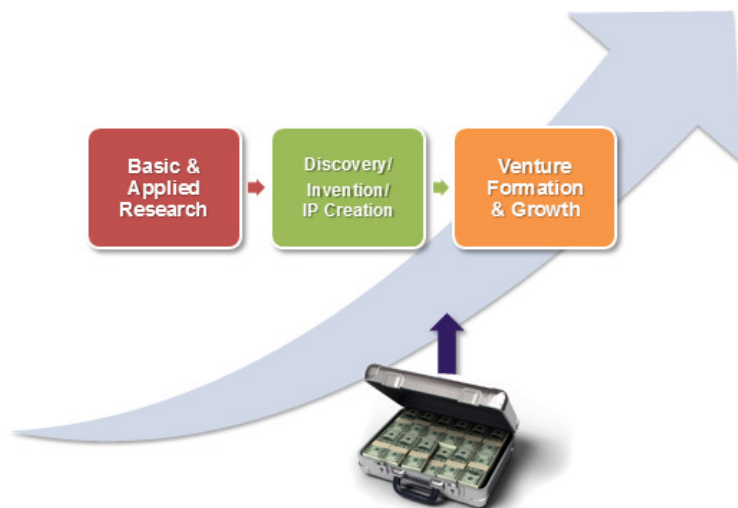 Basic &
Applied
Research
Discovery/
Invention/
IP Creation
Venture
Formation
& Growth